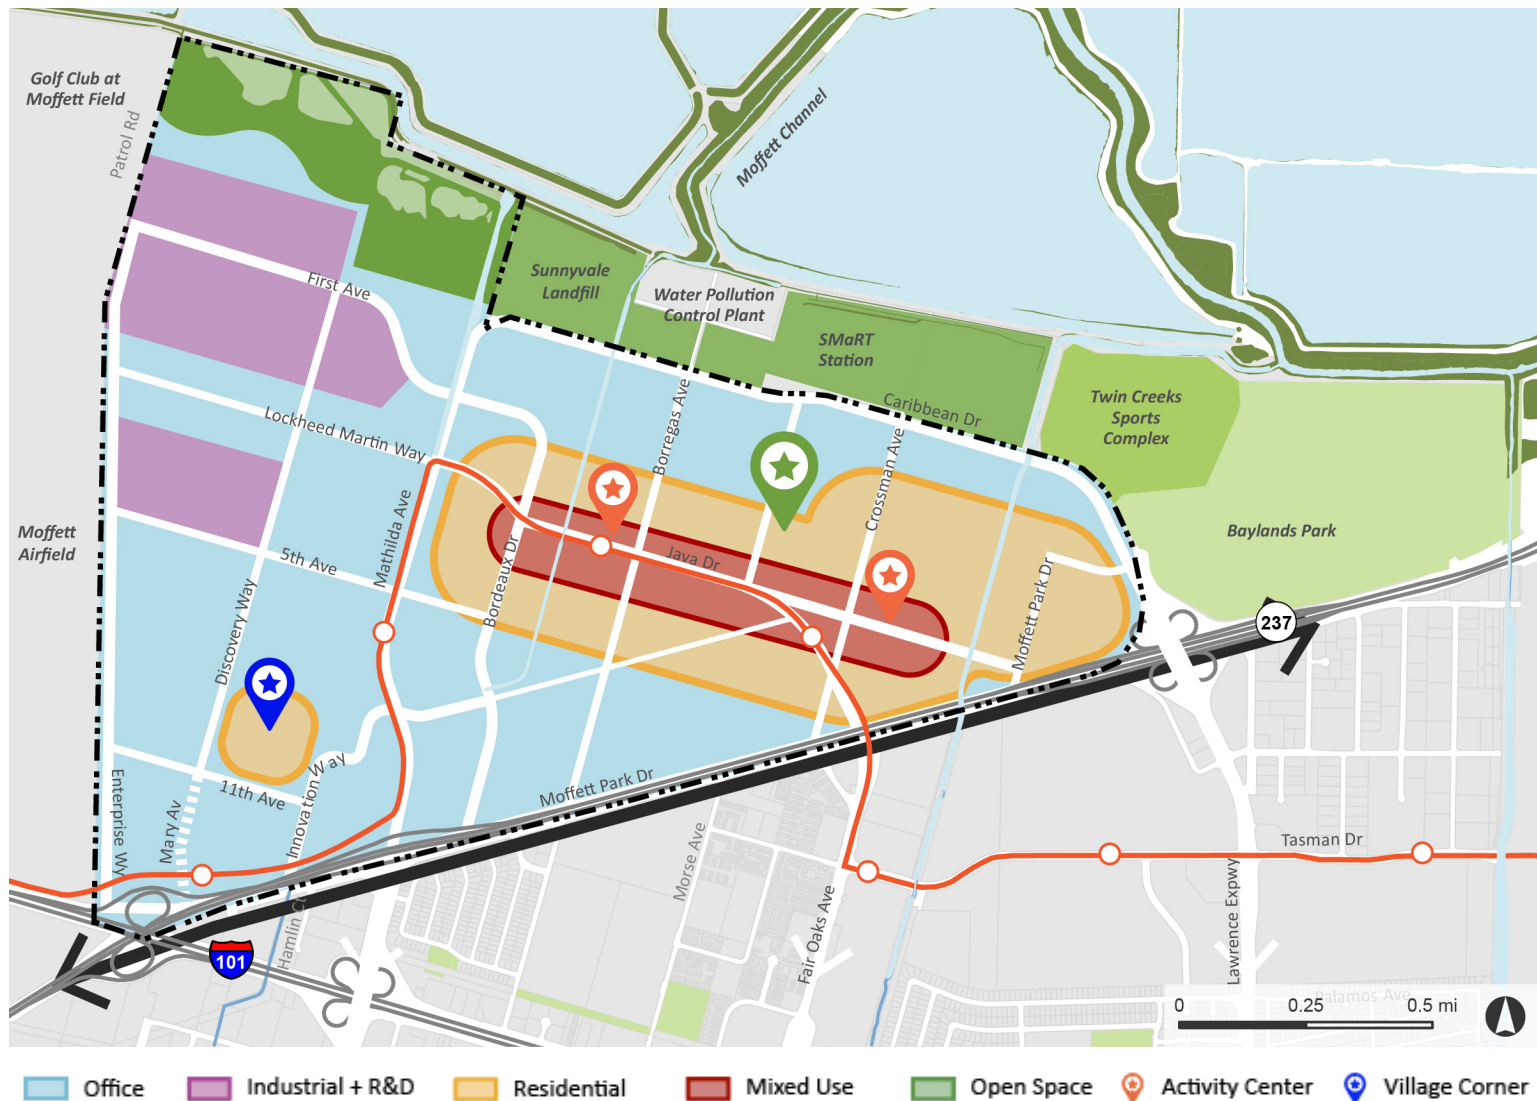 Golf Club at
Moffett Field
Patrol Rd
Moffett Channel
First Ave
Sunnyvale
Landfill
Water Pollution
Control Plant
SMaRT
Station
Twin Creeks
Sports
Complex
Caribbean Dr
Lockheed Martin Way
Borregas Ave
Crossman Ave
Baylands Park
Moffett
Airfield
Mathilda Ave
5th Ave
Bordeaux Dr
Java Dr
Moffett Park Dr
Discovery Way
237
11th Ave
Innovation Way
Enterprise Wy
Mary Av
Moffett Park Dr
Morse Ave
Tasman Dr
Fair Oaks Ave
Lawrence Expwy
Hamlin Ct
101
Palamos Ave
0 0.25 0.5 mi
Office Industrial + R&D Residential Mixed Use Open Space Activity Center Village Corner